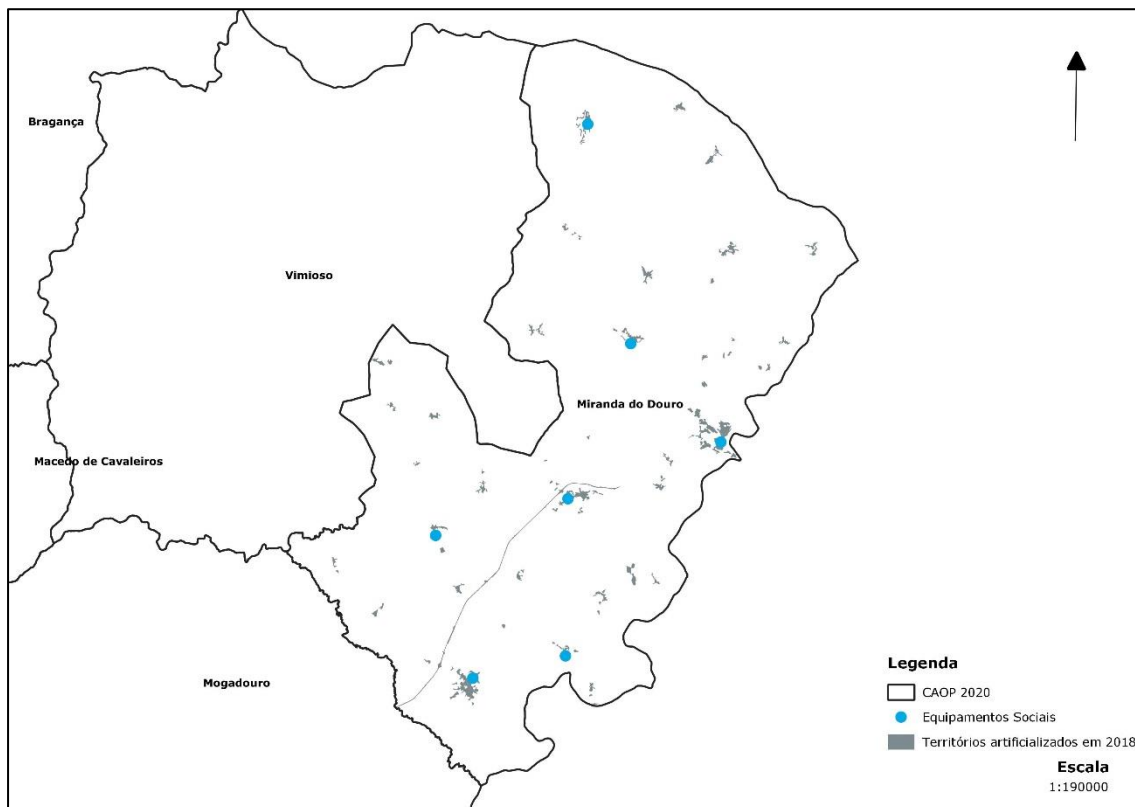 Bragança
Vimioso
Miranda do Douro
Macedo de Cavaleiros
Mogadouro
Legenda
CAOP 2020
Equipamentos Sociais
Territórios artificializados em 2018
Escala
1:190000